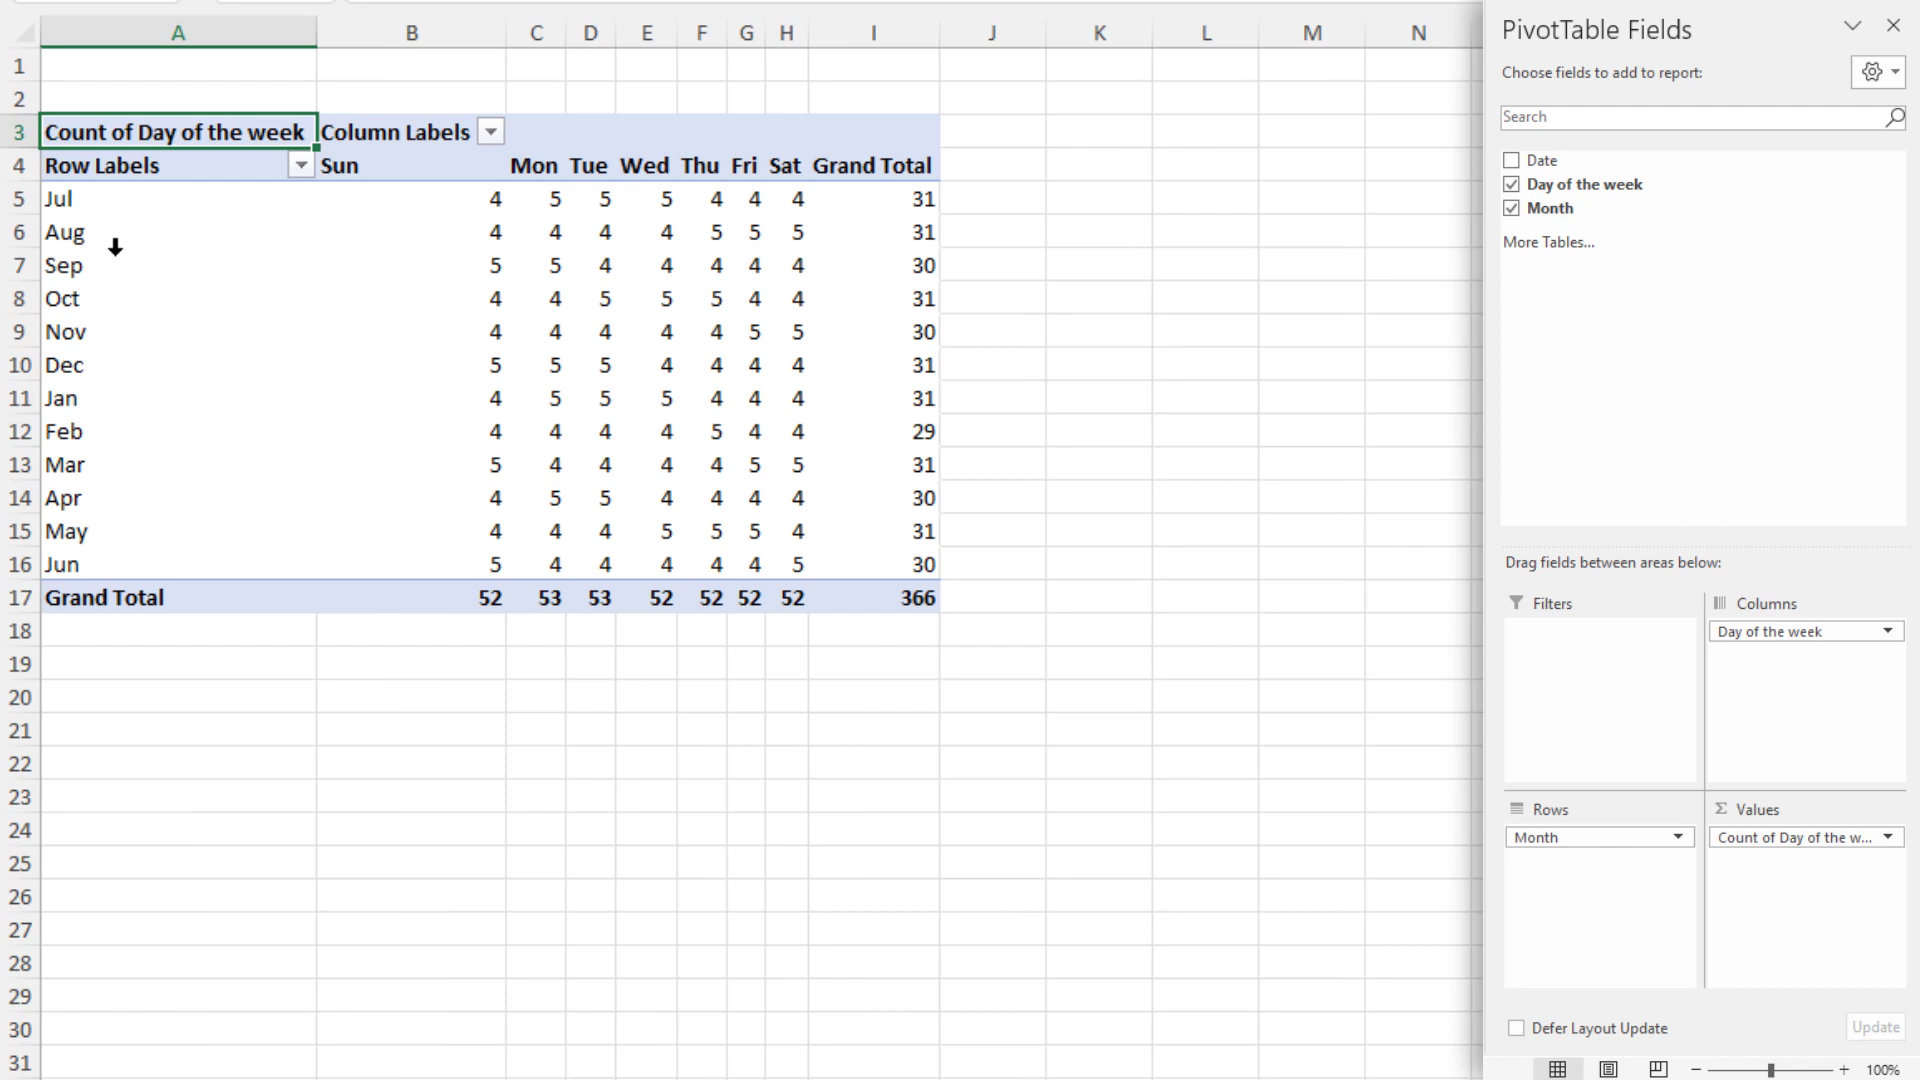 A B C D E F G H I J K L M N
1
2
3 Count of Day of the week Column Labels
4 Row Labels Sun Mon Tue Wed Thu Fri Sat Grand Total
5 Jul 4 5 5 5 4 4 4 31
6 Aug 4 4 4 4 5 5 5 31
7 Sep 5 5 4 4 4 4 4 30
8 Oct 4 4 5 5 5 4 4 31
9 Nov 4 4 4 4 4 5 5 30
10 Dec 5 5 5 4 4 4 4 31
11 Jan 4 5 5 5 4 4 4 31
12 Feb 4 4 4 4 5 4 4 29
13 Mar 5 4 4 4 4 5 5 31
14 Apr 4 5 5 4 4 4 4 30
15 May 4 4 4 5 5 5 4 31
16 Jun 5 4 4 4 4 4 5 30
17 Grand Total 52 53 53 52 52 52 52 366
18
19
20
21
22
23
24
25
26
27
28
29
30
31
PivotTable Fields
Choose fields to add to report:
Search
Date
Day of the week
Month
More Tables...
Drag fields between areas below:
Filters
Columns
Day of the week
Rows
Σ Values
Month
Count of Day of the w...
Defer Layout Update
Update
− + 100%